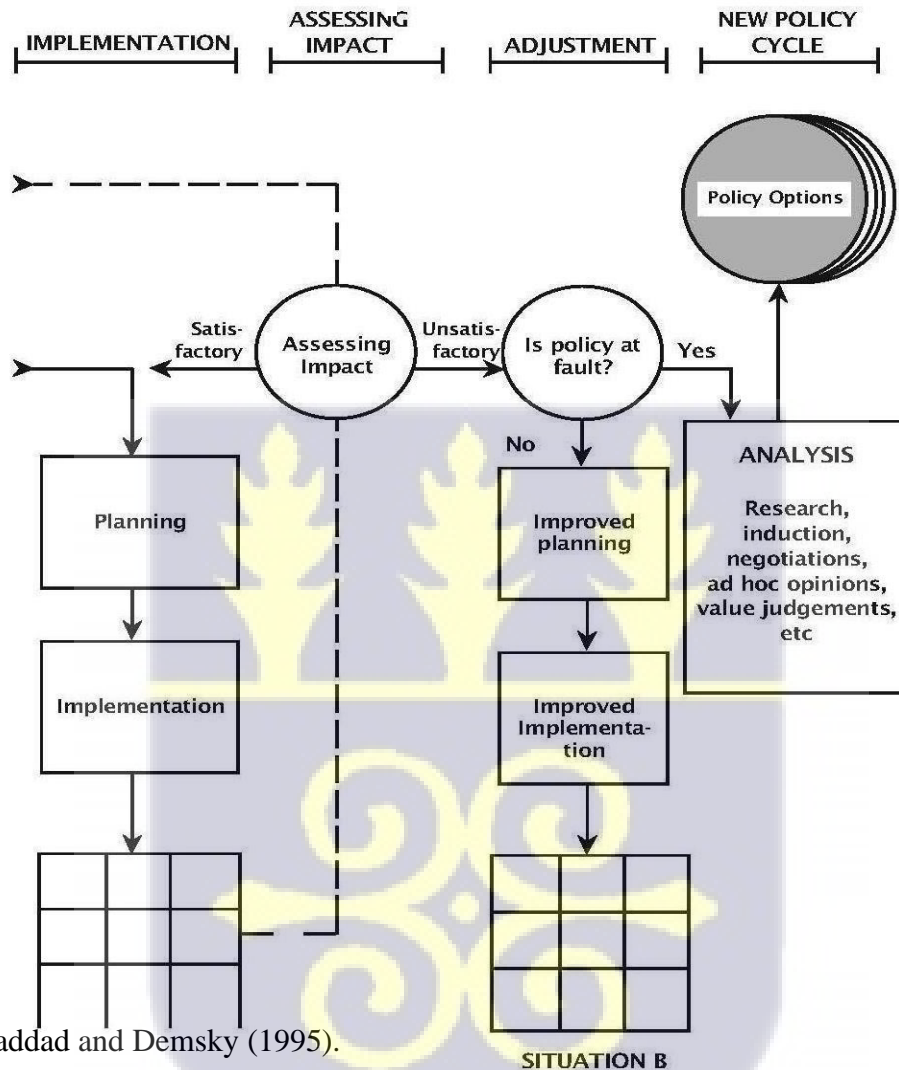 IMPLEMENTATION
ASSESSING
IMPACT
ADJUSTMENT
NEW POLICY
CYCLE
Policy Options
Satis-
factory
Assessing
Impact
Unsatis-
factory
Is policy at
fault?
Yes
No
Planning
Improved
planning
ANALYSIS
Research,
induction,
negotiations,
ad hoc opinions,
value judgements,
etc
Implementation
Improved
Implementa-
tion
addad and Demsky (1995).
SITUATION B